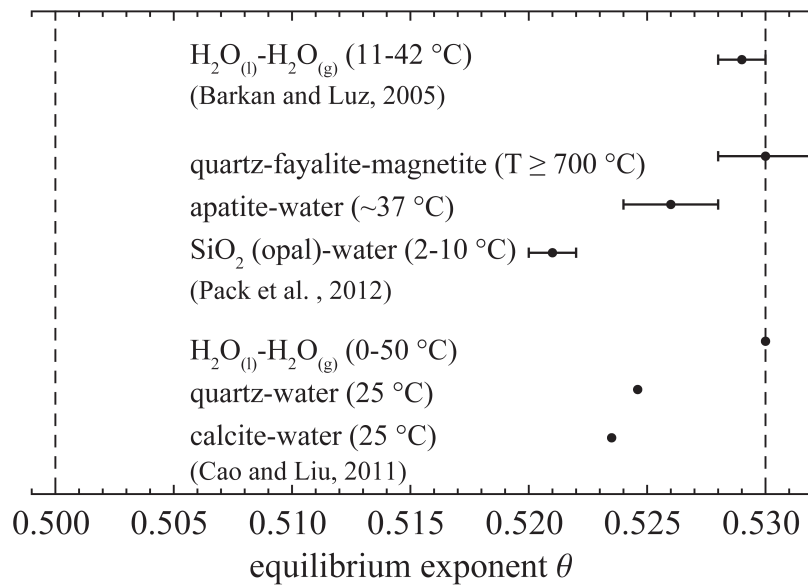 H₂O₍ₗ₎-H₂O₍g₎ (11-42 °C)
(Barkan and Luz, 2005)
quartz-fayalite-magnetite (T ≥ 700 °C)
apatite-water (~37 °C)
SiO₂ (opal)-water (2-10 °C)
(Pack et al. , 2012)
H₂O₍ₗ₎-H₂O₍g₎ (0-50 °C)
quartz-water (25 °C)
calcite-water (25 °C)
(Cao and Liu, 2011)
0.500 0.505 0.510 0.515 0.520 0.525 0.530
equilibrium exponent θ